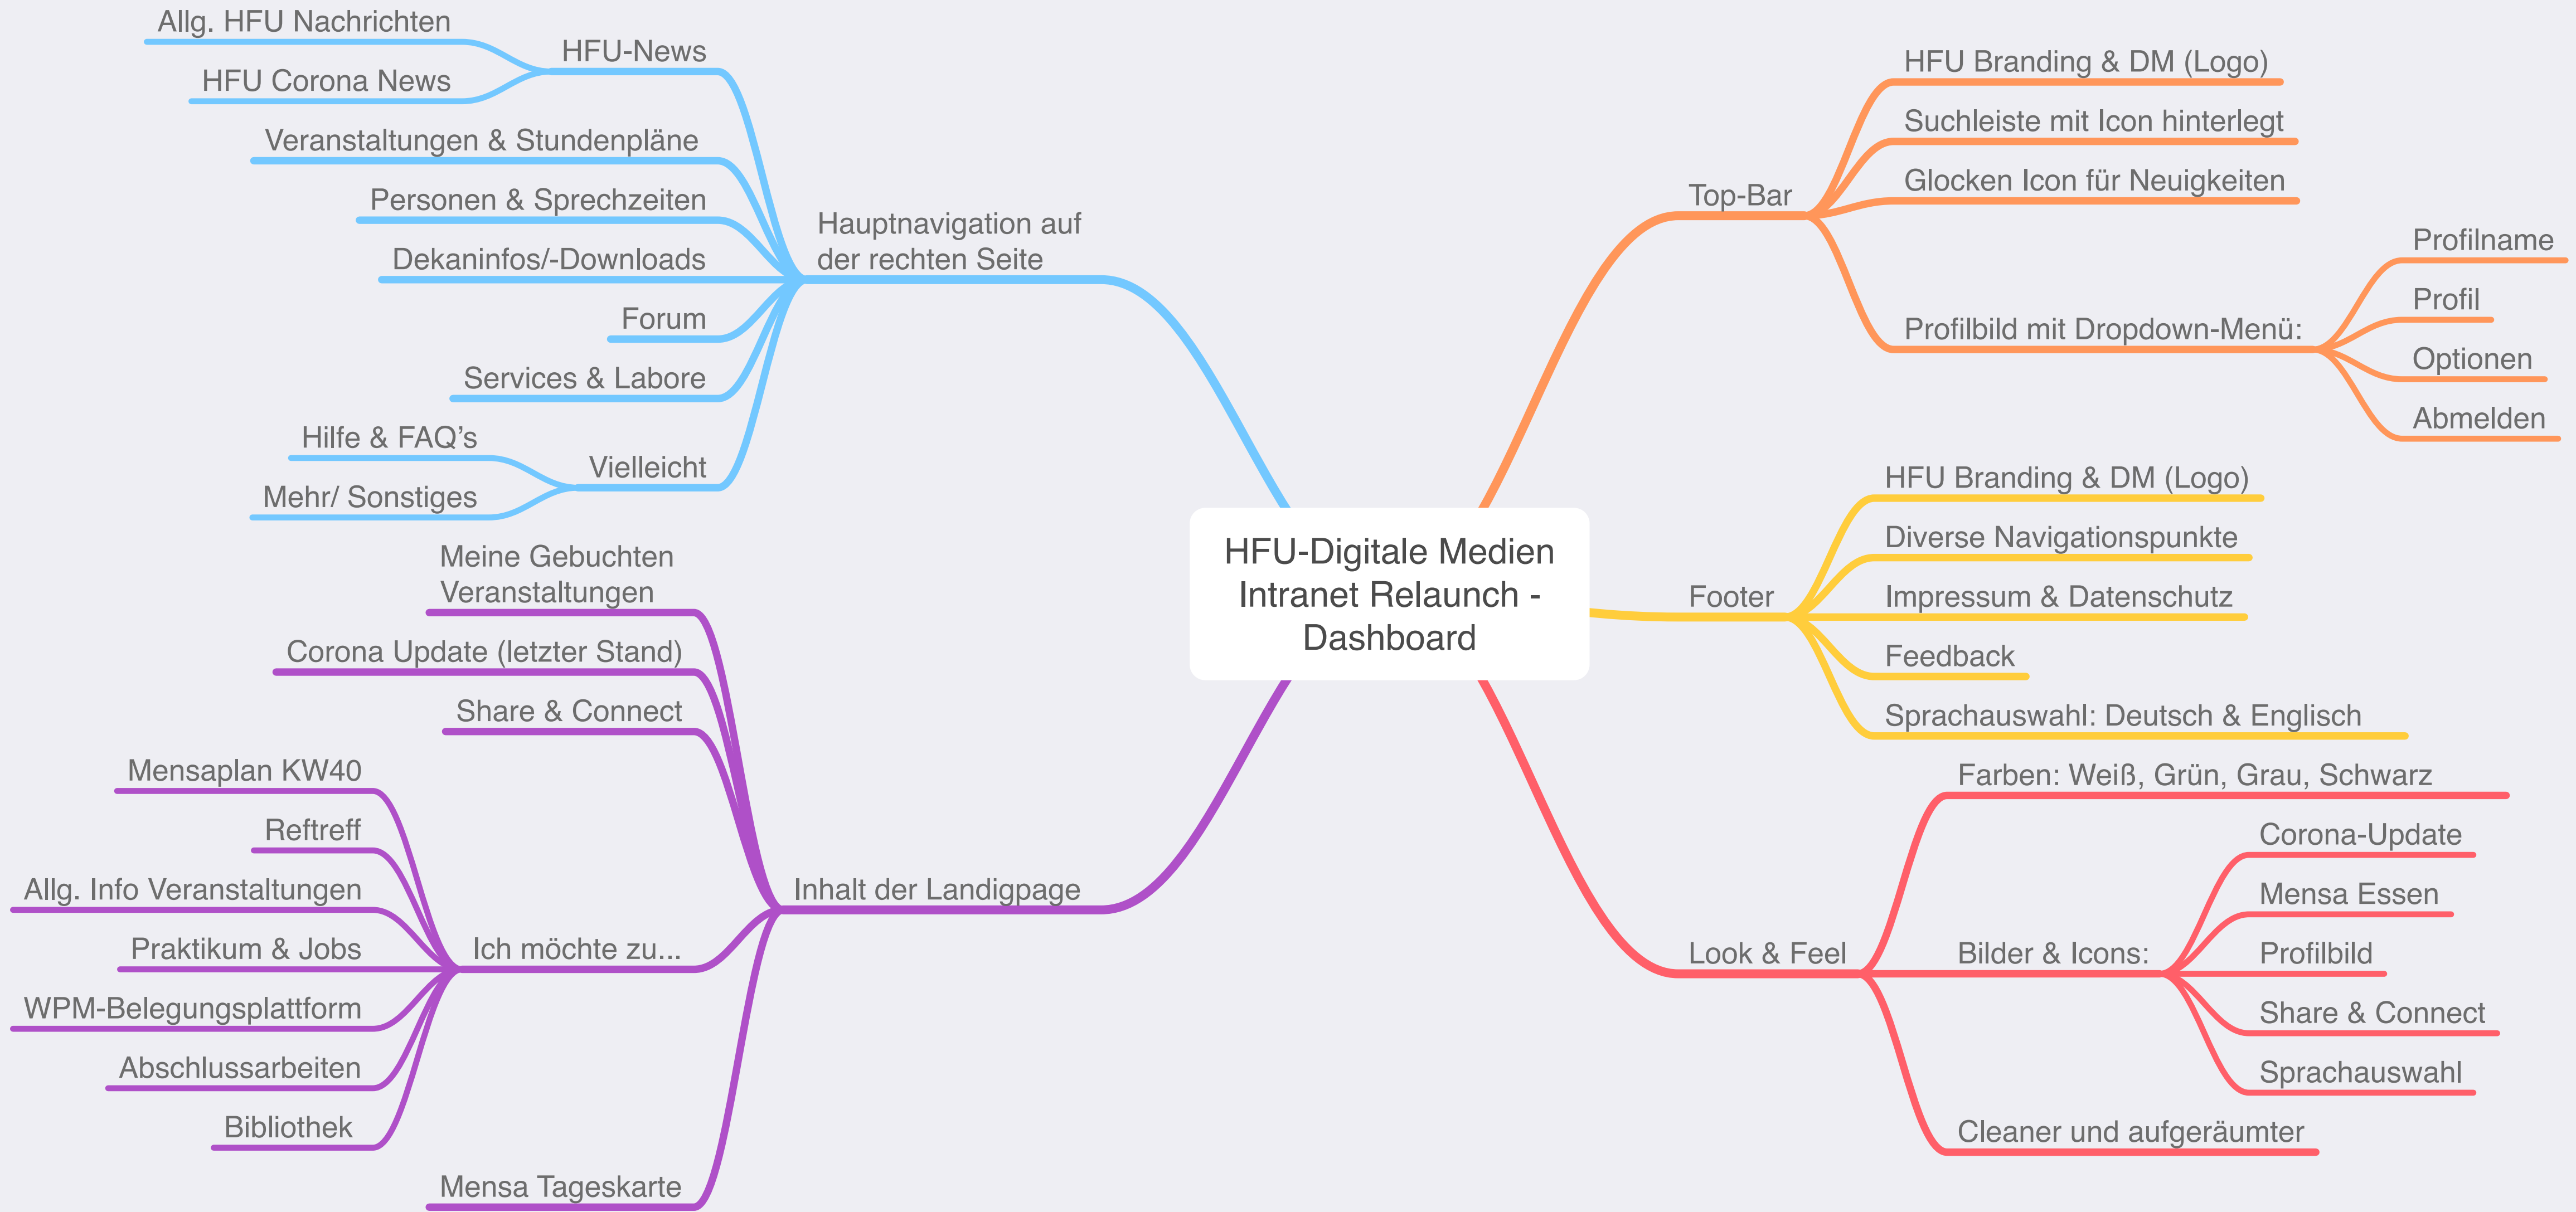 HFU-Digitale Medien
Intranet Relaunch -
Dashboard
Hauptnavigation auf
der rechten Seite
HFU-News
Allg. HFU Nachrichten
HFU Corona News
Veranstaltungen & Stundenpläne
Personen & Sprechzeiten
Dekaninfos/-Downloads
Forum
Services & Labore
Vielleicht
Hilfe & FAQ’s
Mehr/ Sonstiges
Inhalt der Landigpage
Meine Gebuchten
Veranstaltungen
Corona Update (letzter Stand)
Share & Connect
Ich möchte zu...
Mensaplan KW40
Reftreff
Allg. Info Veranstaltungen
Praktikum & Jobs
WPM-Belegungsplattform
Abschlussarbeiten
Bibliothek
Mensa Tageskarte
Top-Bar
HFU Branding & DM (Logo)
Suchleiste mit Icon hinterlegt
Glocken Icon für Neuigkeiten
Profilbild mit Dropdown-Menü:
Profilname
Profil
Optionen
Abmelden
Footer
HFU Branding & DM (Logo)
Diverse Navigationspunkte
Impressum & Datenschutz
Feedback
Sprachauswahl: Deutsch & Englisch
Look & Feel
Farben: Weiß, Grün, Grau, Schwarz
Bilder & Icons:
Corona-Update
Mensa Essen
Profilbild
Share & Connect
Sprachauswahl
Cleaner und aufgeräumter